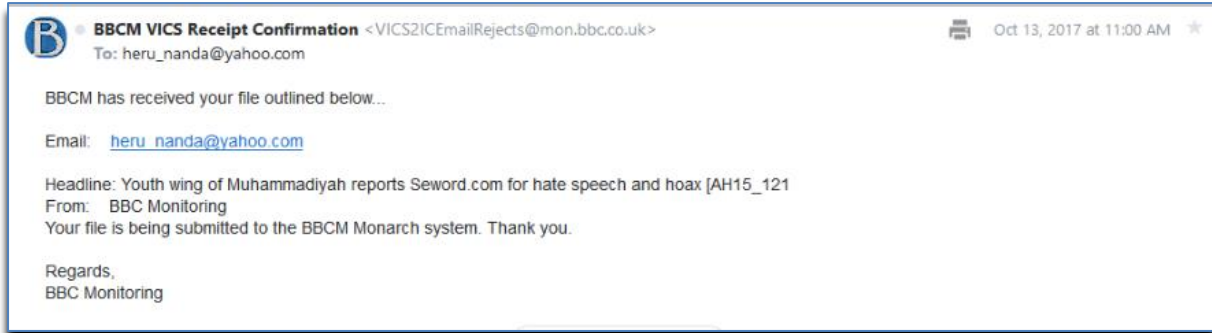 B
BBCM VICS Receipt Confirmation <VICS2ICEmailRejects@mon.bbc.co.uk> Oct 13, 2017 at 11:00 AM
To: heru_nanda@yahoo.com
BBCM has received your file outlined below...
Email: heru_nanda@yahoo.com
Headline: Youth wing of Muhammadiyah reports Seword.com for hate speech and hoax [AH15_121
From: BBC Monitoring
Your file is being submitted to the BBCM Monarch system. Thank you.
Regards,
BBC Monitoring